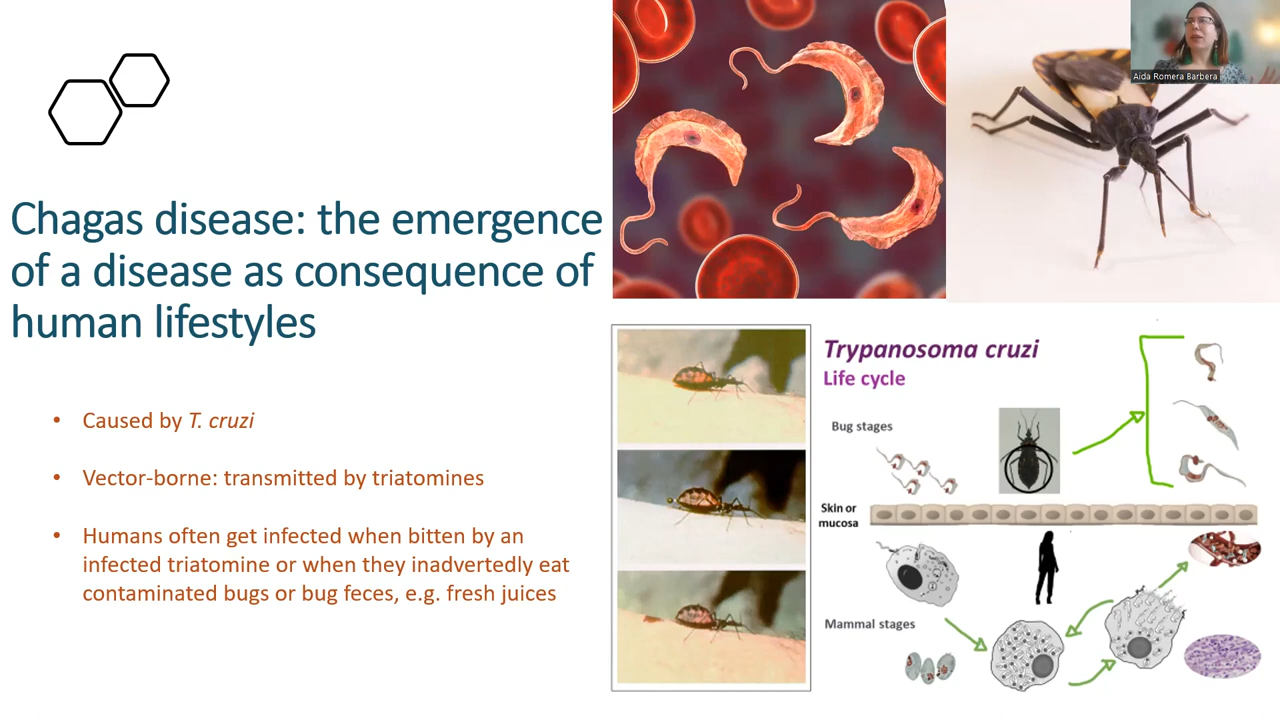 Aida Romera Barbera
Chagas disease: the emergence
of a disease as consequence of
human lifestyles
• Caused by T. cruzi
• Vector-borne: transmitted by triatomines
• Humans often get infected when bitten by an
infected triatomine or when they inadvertedly eat
contaminated bugs or bug feces, e.g. fresh juices
Trypanosoma cruzi
Life cycle
Bug stages
Skin or
mucosa
Mammal stages